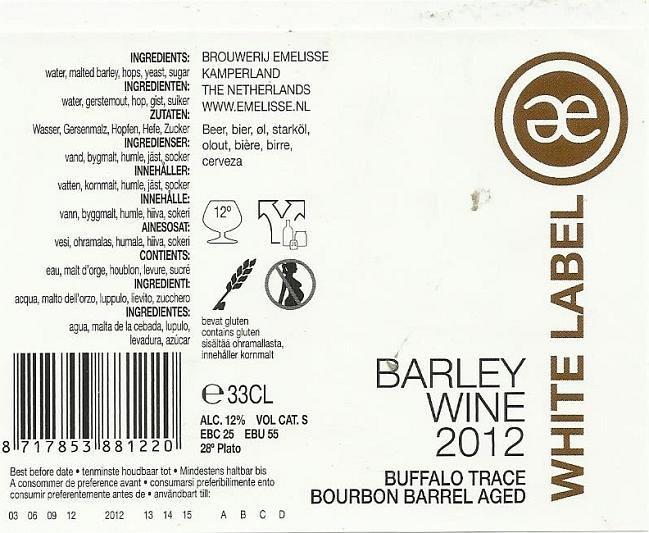 INGREDIENTS:
water, malted barley, hops, yeast, sugar
INGREDIENTEN:
water, gerstemout, hop, gist, suiker
ZUTATEN:
Wasser, Gersenmalz, Hopfen, Hefe, Zucker
INGREDIENSER:
vand, bygmalt, humle, jäst, socker
INNEHÅLLER:
vatten, kornmalt, humle, jäst, socker
INNEHÅLLE:
vann, byggmalt, humle, hiiva, sokeri
AINESOSAT:
vesi, ohramalas, humala, hiiva, sokeri
CONTIENTS:
eau, malt d'orge, houblon, levure, sucré
INGREDIENTI:
acqua, malto dell'orzo, luppulo, lievito, zucchero
INGREDIENTES:
agua, malta de la cebada, lupulo,
levadura, azúcar
8 717853 881220
Best before date • tenminste houdbaar tot • Mindestens haltbar bis
A consommer de preference avant • consumarsi preferibilimente ento
consumir preferentemente antes de • användbart till:
03 06 09 12 2012 13 14 15 A B C D
BROUWERIJ EMELISSE
KAMPERLAND
THE NETHERLANDS
WWW.EMELISSE.NL
Beer, bier, øl, starköl,
olout, bière, birre,
cerveza
12º
bevat gluten
contains gluten
sisältää ohramallasta,
innehåller kornmalt
e 33CL
ALC. 12% VOL CAT. S
EBC 25 EBU 55
28º Plato
æ
WHITE LABEL
BARLEY
WINE
2012
BUFFALO TRACE
BOURBON BARREL AGED